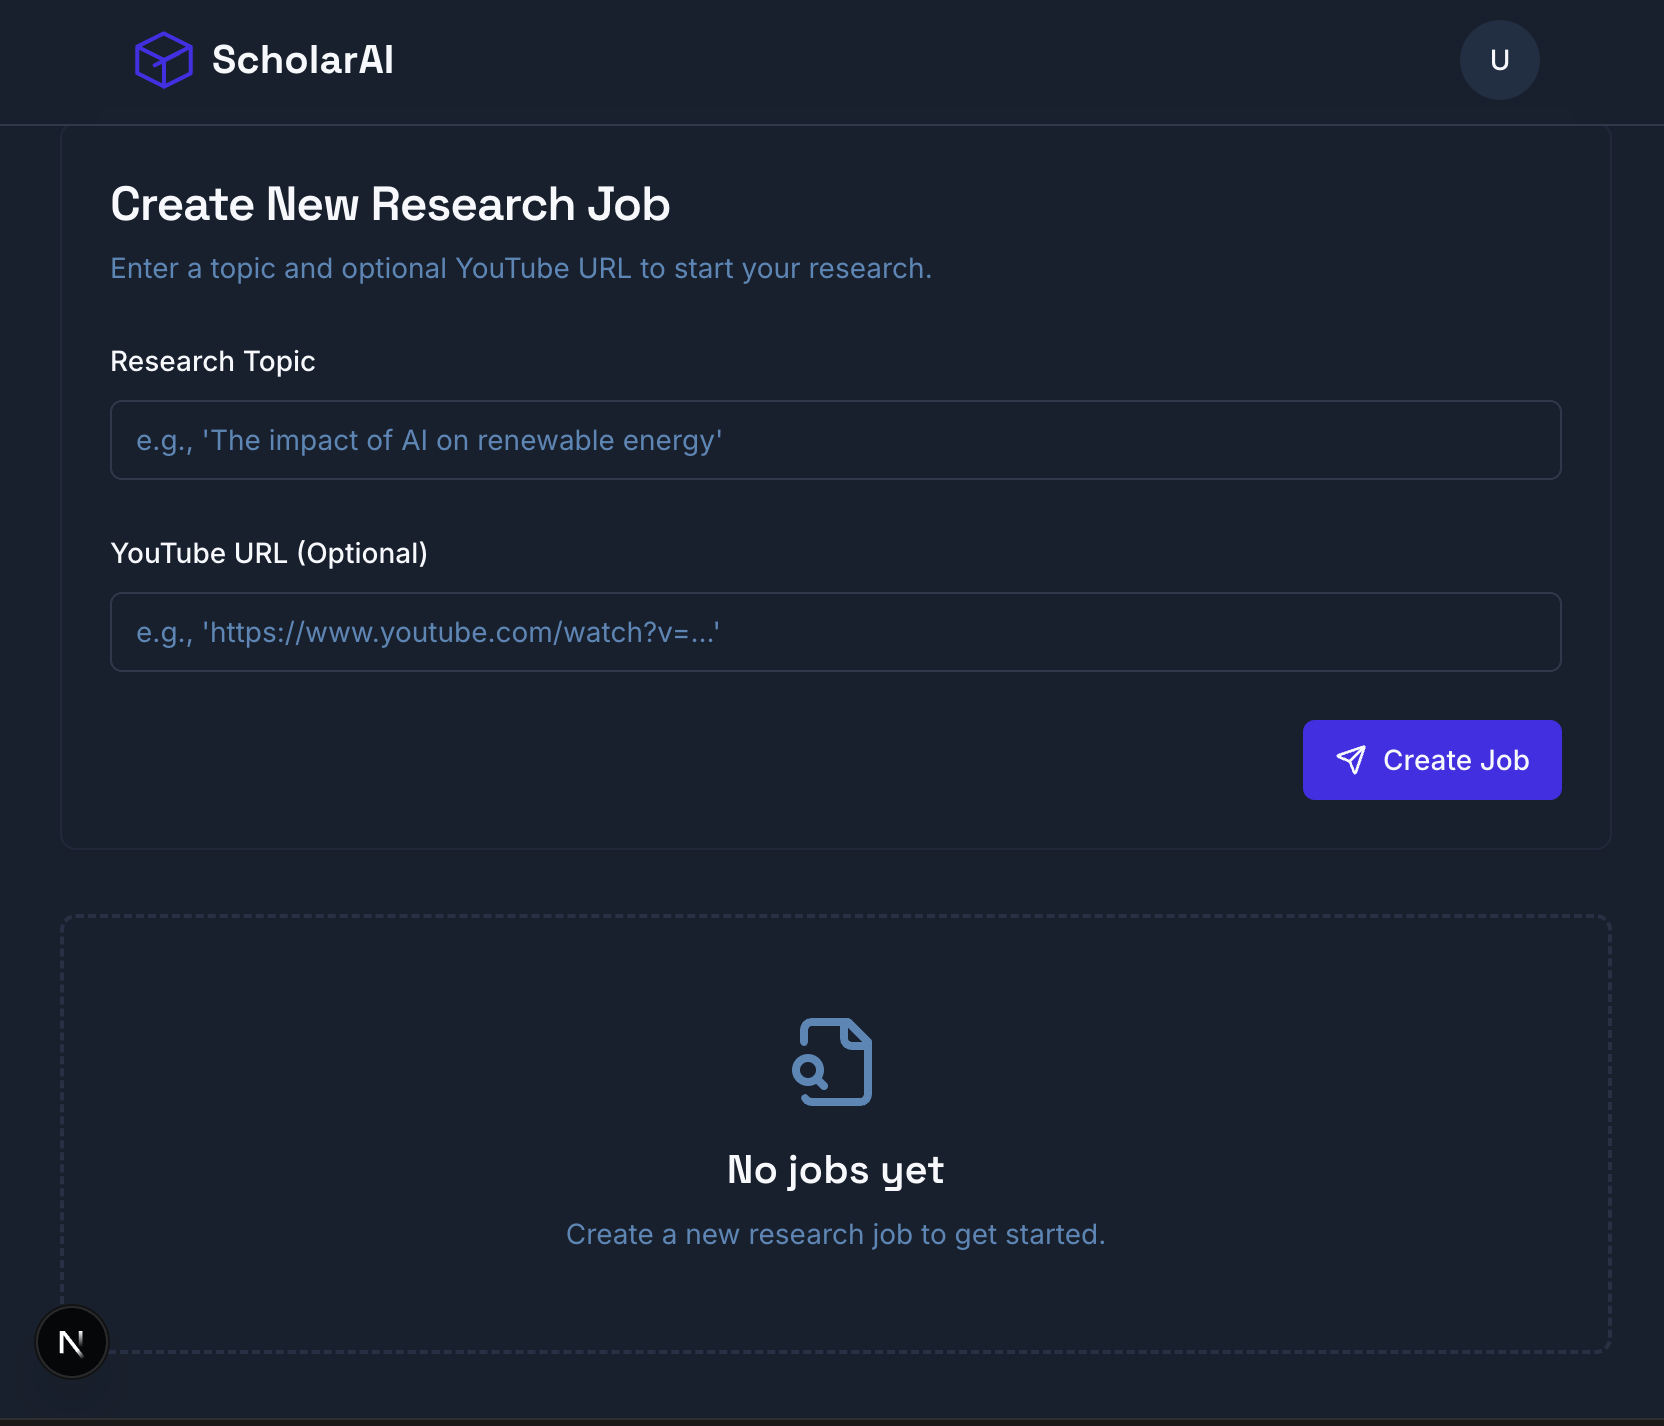 ScholarAI
U
Create New Research Job
Enter a topic and optional YouTube URL to start your research.
Research Topic
e.g., 'The impact of AI on renewable energy'
YouTube URL (Optional)
e.g., 'https://www.youtube.com/watch?v=...'
Create Job
No jobs yet
Create a new research job to get started.
N